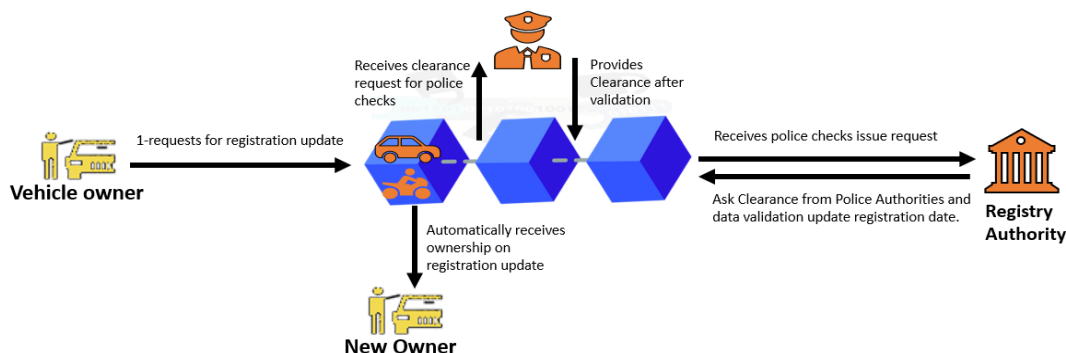 Receives clearance
request for police
checks
Provides
Clearance after
validation
1-requests for registration update
Vehicle owner
Receives police checks issue request
Ask Clearance from Police Authorities and
data validation update registration date.
Registry
Authority
Automatically receives
ownership on
registration update
New Owner